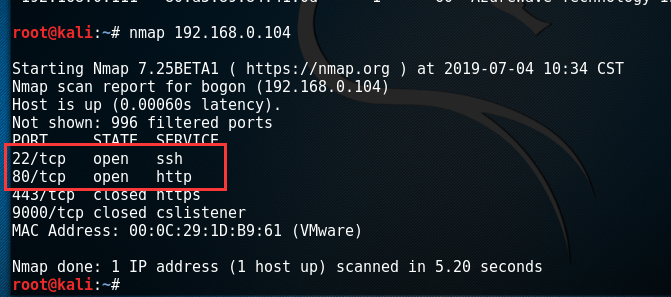 root@kali:~# nmap 192.168.0.104
Starting Nmap 7.25BETA1 ( https://nmap.org ) at 2019-07-04 10:34 CST
Nmap scan report for bogon (192.168.0.104)
Host is up (0.00060s latency).
Not shown: 996 filtered ports
PORT STATE SERVICE
22/tcp open ssh
80/tcp open http
443/tcp closed https
9000/tcp closed cslistener
MAC Address: 00:0C:29:1D:B9:61 (VMware)
Nmap done: 1 IP address (1 host up) scanned in 5.20 seconds
root@kali:~#